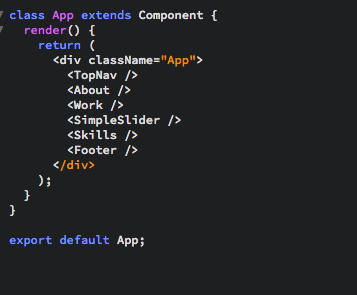 class App extends Component {
  render() {
    return (
      <div className="App">
        <TopNav />
        <About />
        <Work />
        <SimpleSlider />
        <Skills />
        <Footer />
      </div>
    );
  }
}

export default App;